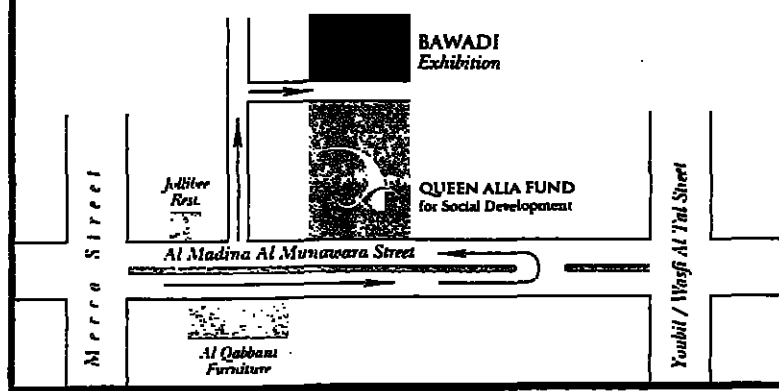 BAWADI
Exhibition
QUEEN ALIA FUND
for Social Development
Jollibee
Rest.
Al Madina Al Munawara Street
Mecca Street
Al Qabbani
Furniture
Youbil / Wasfi Al Tal Street